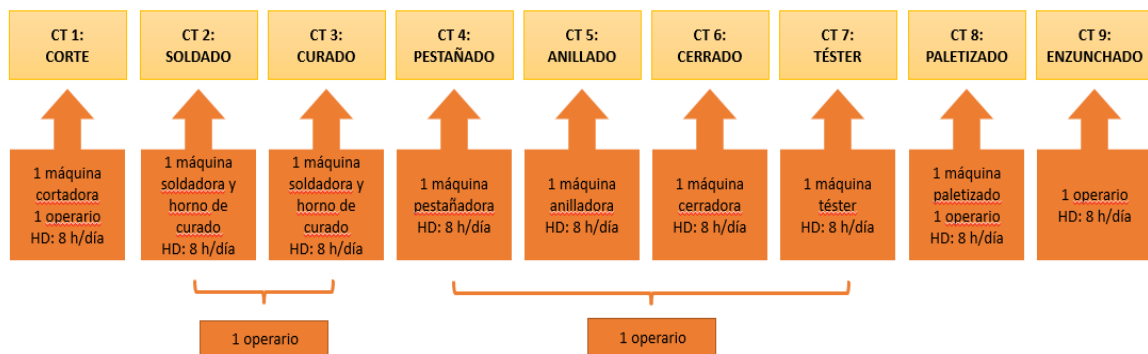 CT 1:
CORTE
CT 2:
SOLDADO
CT 3:
CURADO
CT 4:
PESTAÑADO
CT 5:
ANILLADO
CT 6:
CERRADO
CT 7:
TÉSTER
CT 8:
PALETIZADO
CT 9:
ENZUNCHADO
1 máquina
cortadora
1 operario
HD: 8 h/día
1 máquina
soldadora y
horno de
curado
HD: 8 h/día
1 máquina
soldadora y
horno de
curado
HD: 8 h/día
1 máquina
pestañadora
HD: 8 h/día
1 máquina
anilladora
HD: 8 h/día
1 máquina
cerradora
HD: 8 h/día
1 máquina
téster
HD: 8 h/día
1 máquina
paletizado
1 operario
HD: 8 h/día
1 operario
HD: 8 h/día
1 operario
1 operario